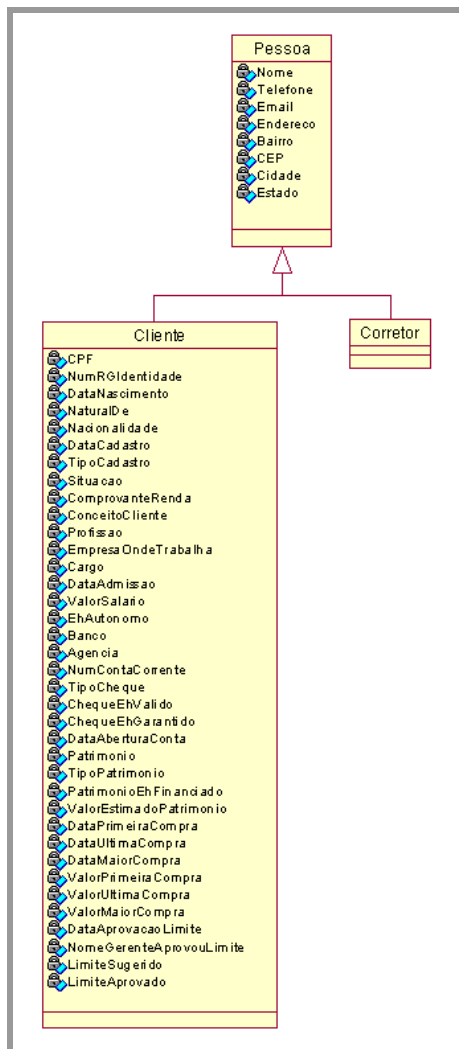 Pessoa
Nome
Telefone
Email
Endereco
Bairro
CEP
Cidade
Estado
Cliente
CPF
NumRGIdentidade
DataNascimento
NaturalDe
Nacionalidade
DataCadastro
TipoCadastro
Situacao
ComprovanteRenda
ConceitoCliente
Profissao
EmpresaOndeTrabalha
Cargo
DataAdmissao
ValorSalario
EhAutonomo
Banco
Agencia
NumContaCorrente
TipoCheque
ChequeEhValido
ChequeEhGarantido
DataAberturaConta
Patrimonio
TipoPatrimonio
PatrimonioEhFinanciado
ValorEstimadoPatrimonio
DataPrimeiraCompra
DataUltimaCompra
DataMaiorCompra
ValorPrimeiraCompra
ValorUltimaCompra
ValorMaiorCompra
DataAprovacaoLimite
NomeGerenteAprovouLimite
LimiteSugerido
LimiteAprovado
Corretor